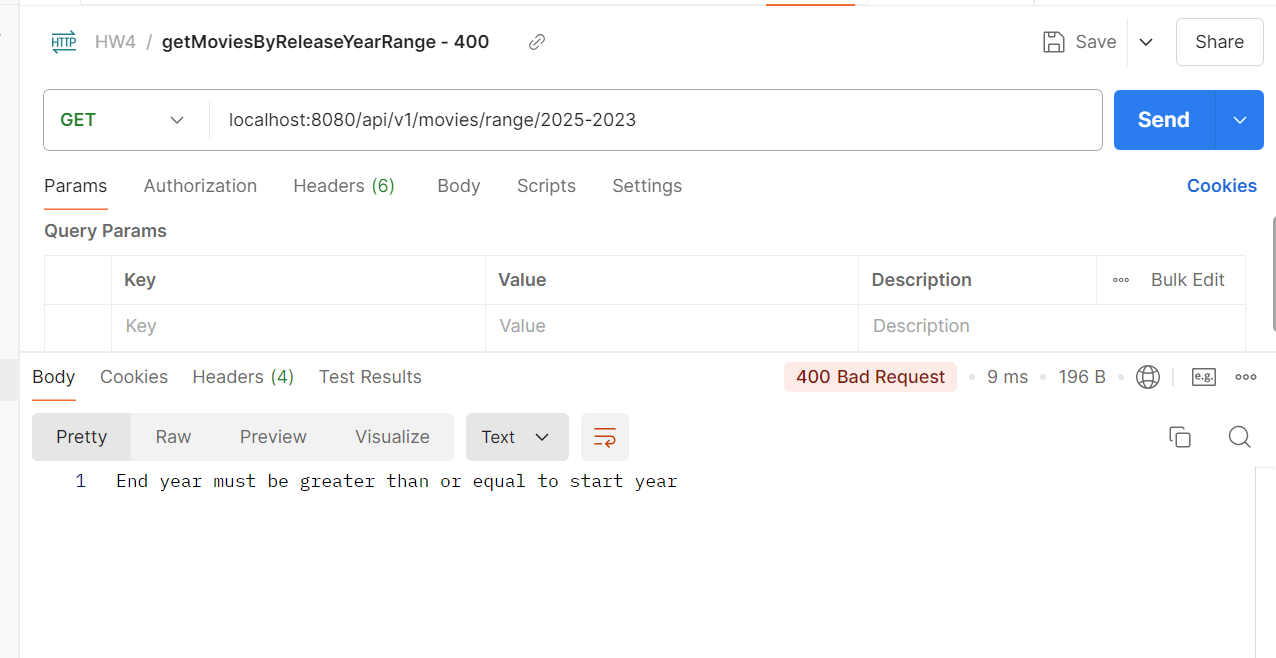 HTTP HW4 / getMoviesByReleaseYearRange - 400 Save Share
GET localhost:8080/api/v1/movies/range/2025-2023 Send
Params Authorization Headers (6) Body Scripts Settings Cookies
Query Params
Key Value Description Bulk Edit
Key Value Description
Body Cookies Headers (4) Test Results 400 Bad Request 9 ms 196 B e.g.
Pretty Raw Preview Visualize Text
1 End year must be greater than or equal to start year